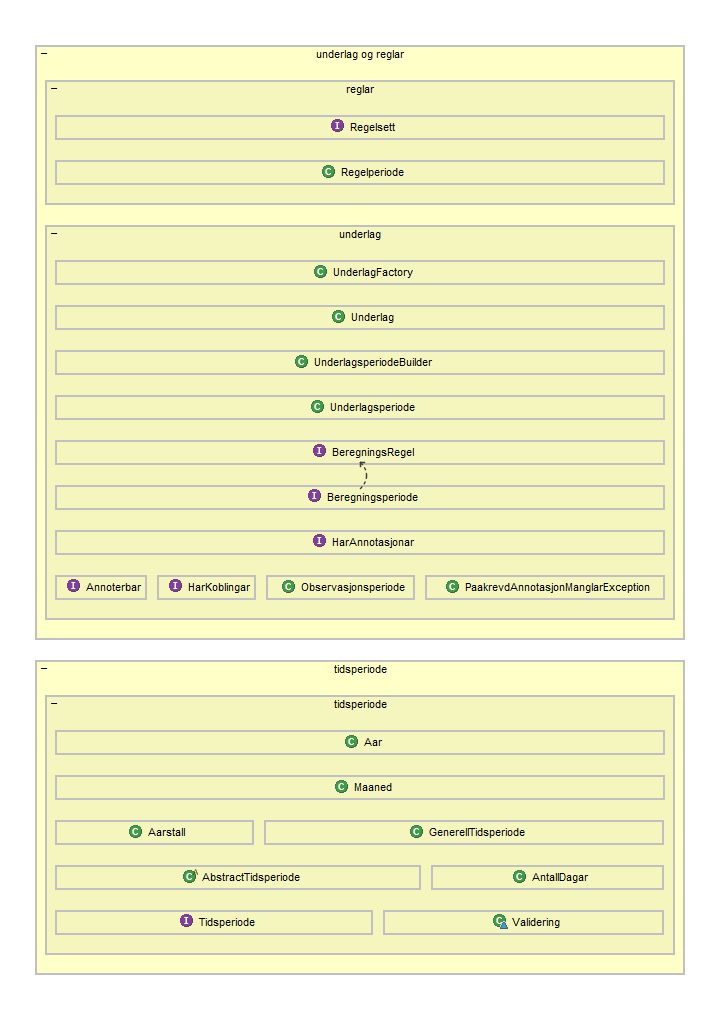 underlag og reglar
reglar
I Regelsett
C Regelperiode
underlag
C UnderlagFactory
C Underlag
C UnderlagsperiodeBuilder
C Underlagsperiode
I BeregningsRegel
I Beregningsperiode
I HarAnnotasjonar
I Annoterbar I HarKoblingar C Observasjonsperiode C PaakrevdAnnotasjonManglarException
tidsperiode
tidsperiode
C Aar
C Maaned
C Aarstall C GenerellTidsperiode
C A AbstractTidsperiode C AntallDagar
I Tidsperiode C Validering